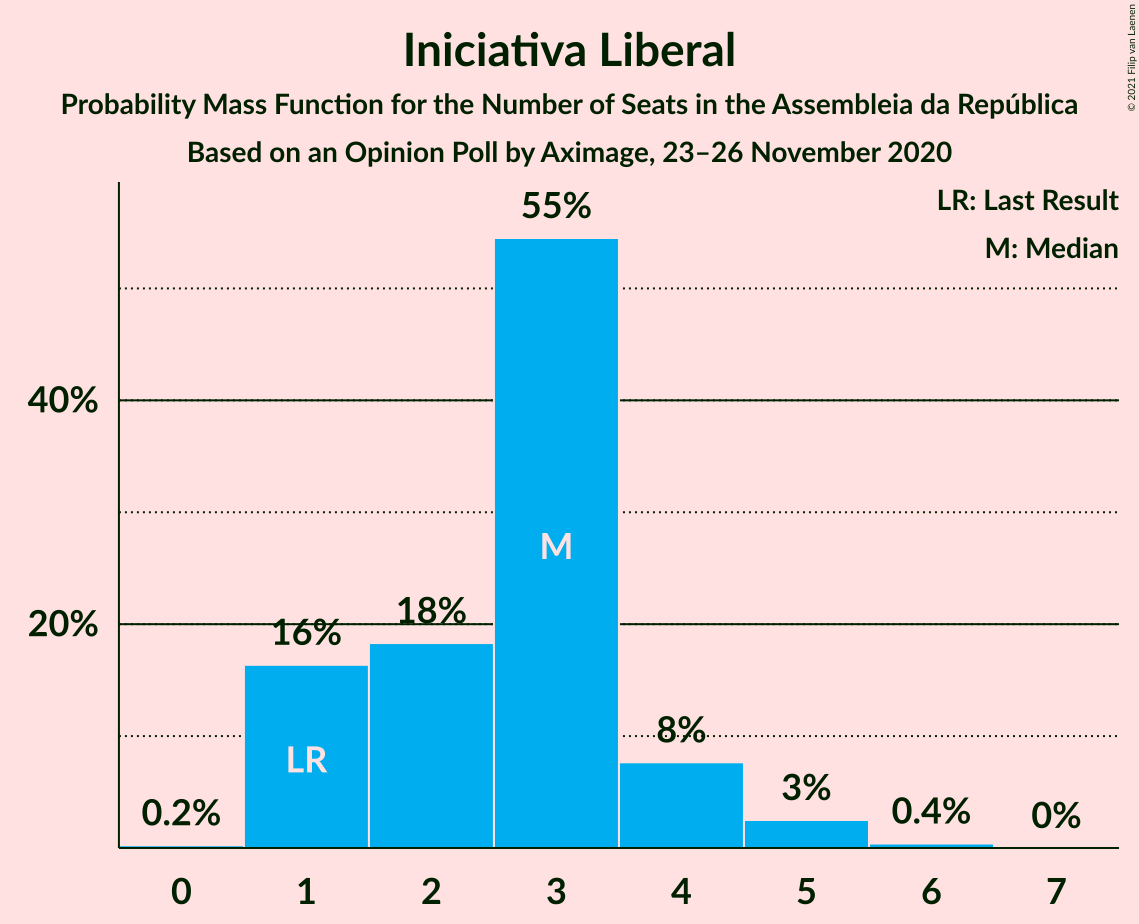 Iniciativa Liberal
Probability Mass Function for the Number of Seats in the Assembleia da República
Based on an Opinion Poll by Aximage, 23–26 November 2020
© 2021 Filip van Laenen
LR: Last Result
M: Median
55%
40%
M
20%
18%
16%
LR
8%
3%
0.2%
0.4%
0%
0 1 2 3 4 5 6 7